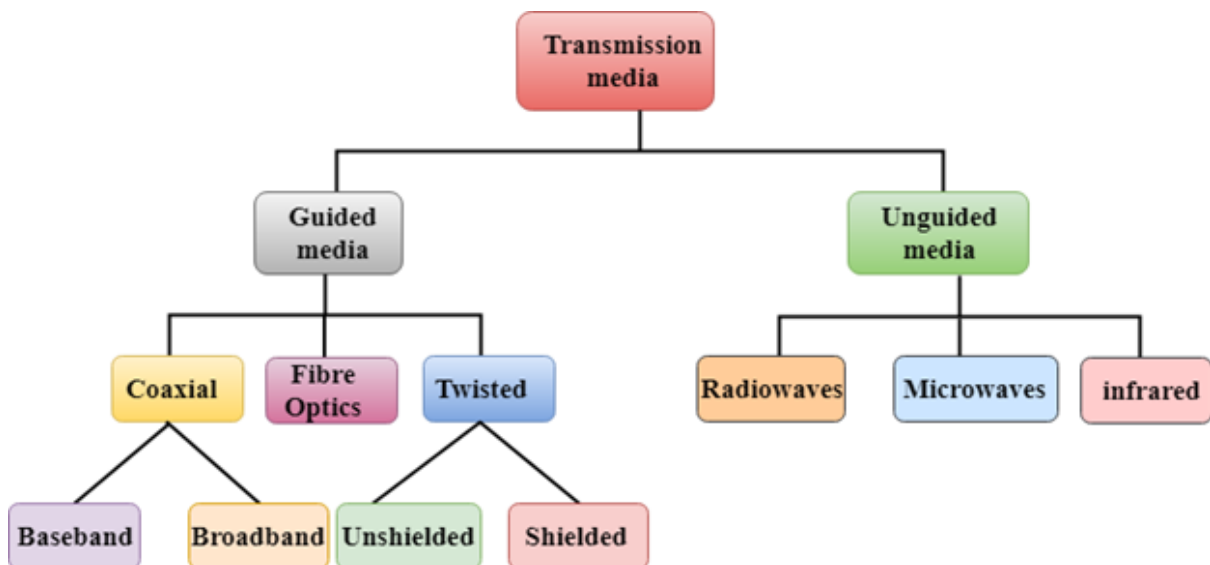 Transmission
media
Guided
media
Unguided
media
Coaxial
Fibre
Optics
Twisted
Radiowaves
Microwaves
infrared
Baseband
Broadband
Unshielded
Shielded